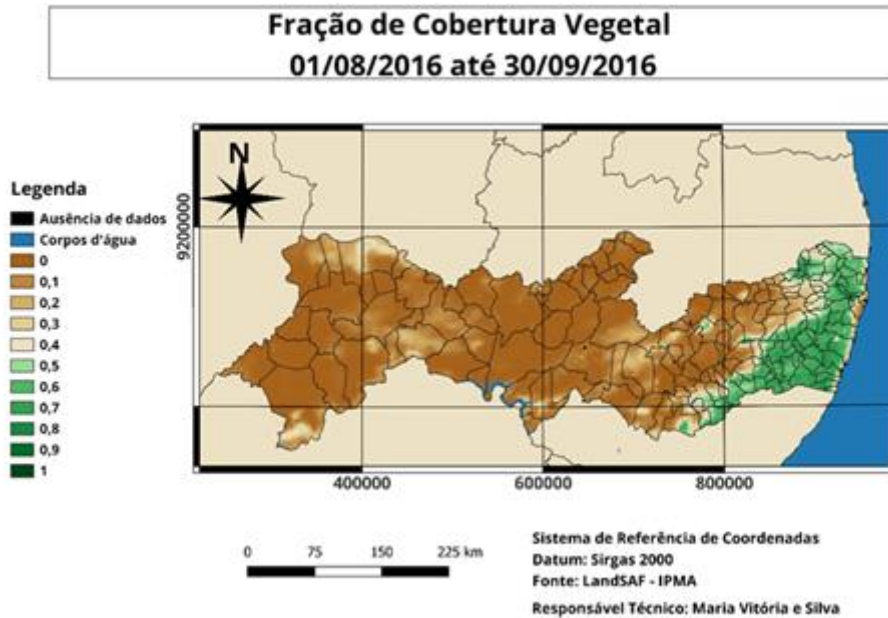 Fração de Cobertura Vegetal
01/08/2016 até 30/09/2016
N
Legenda
Ausência de dados
Corpos d'água
0
0,1
0,2
0,3
0,4
0,5
0,6
0,7
0,8
0,9
1
9200000
400000
600000
800000
0 75 150 225 km
Sistema de Referência de Coordenadas
Datum: Sirgas 2000
Fonte: LandSAF - IPMA
Responsável Técnico: Maria Vitória e Silva